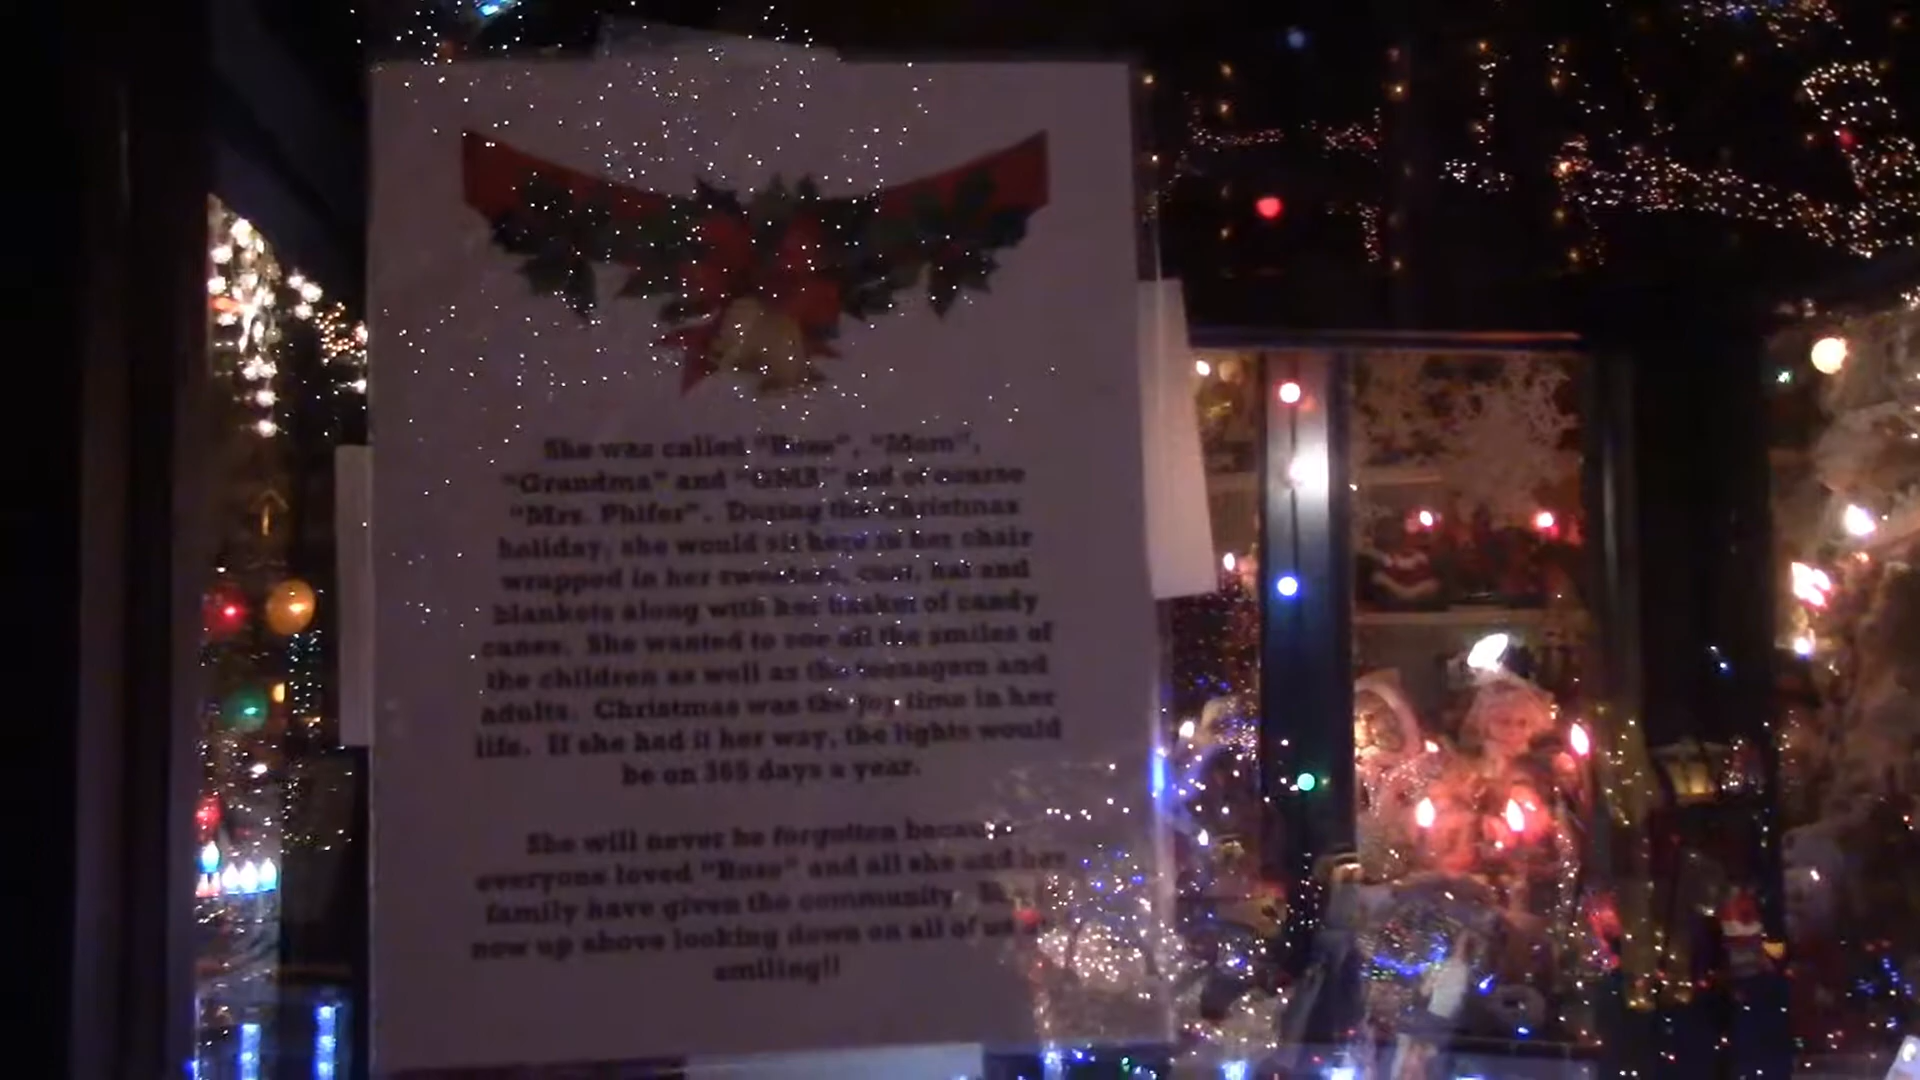 She was called "Rose", "Mom",
"Grandma" and "GMR" and of course
"Mrs. Phifer". During the Christmas
holiday, she would sit here in her chair
wrapped in her sweaters, coat, hat and
blankets along with her basket of candy
canes. She wanted to see all the smiles of
the children as well as the teenagers and
adults. Christmas was the joy time in her
life. If she had it her way, the lights would
be on 365 days a year.
She will never be forgotten because
everyone loved "Rose" and all she and her
family have given the community.
now up above looking down on all of us
smiling!!